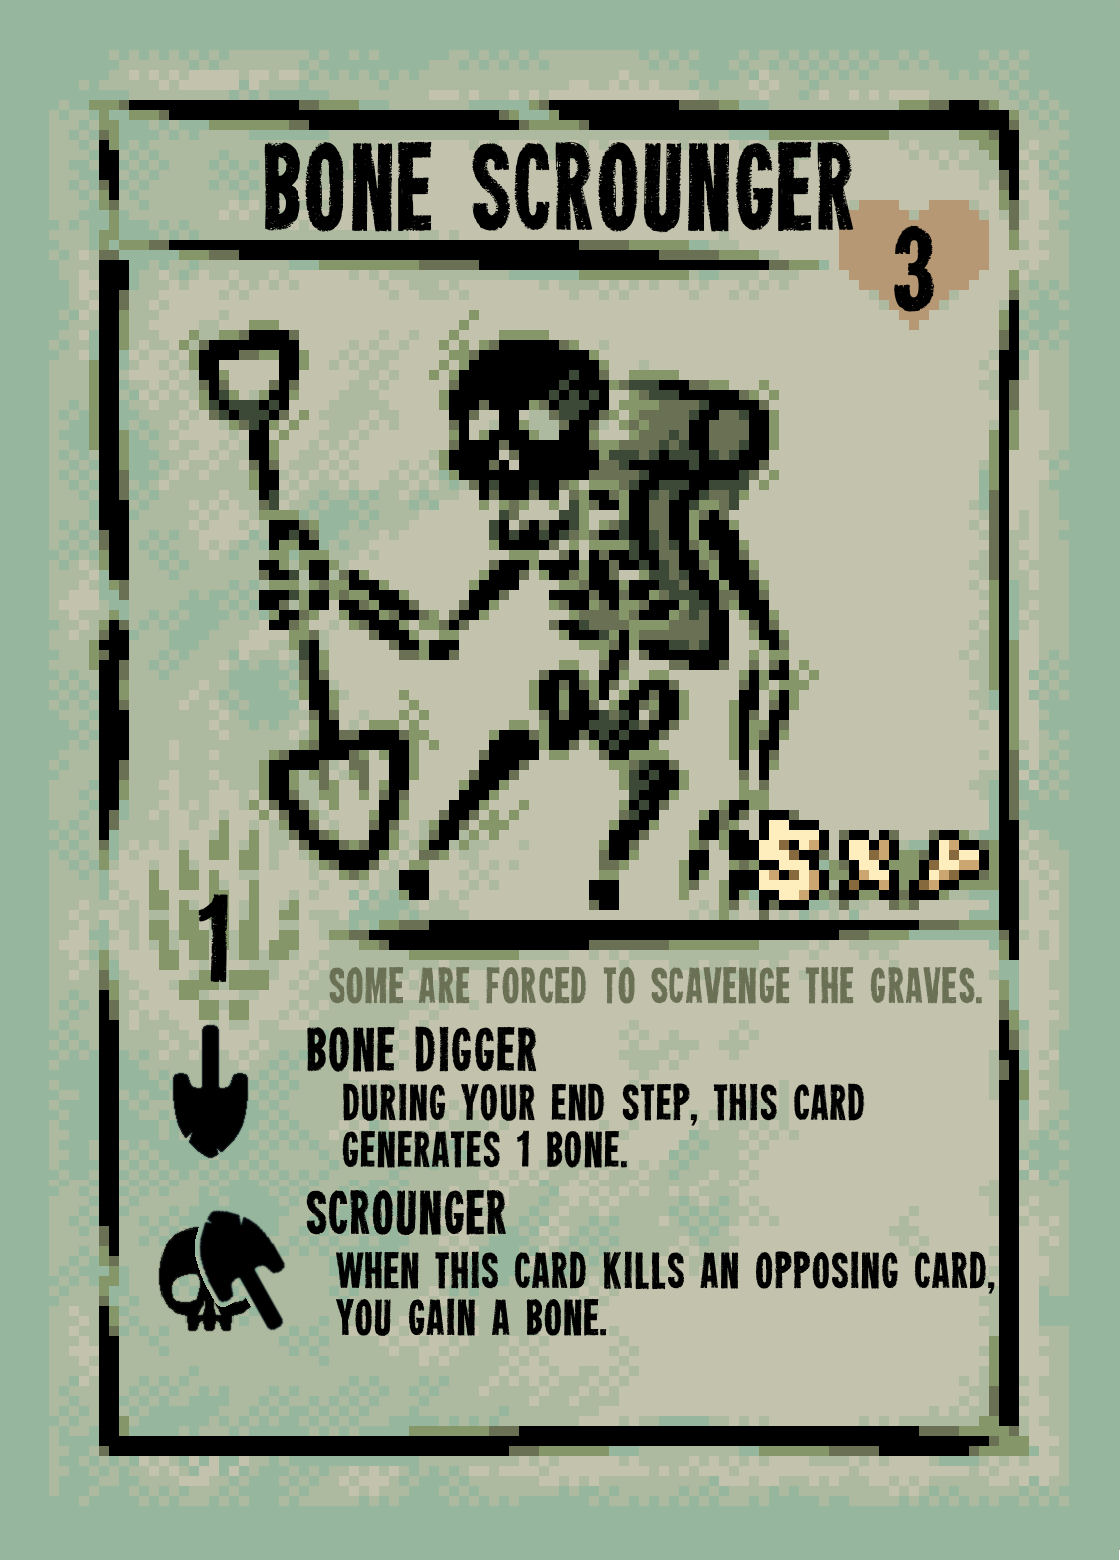 BONE SCROUNGER
3
5x
1
SOME ARE FORCED TO SCAVENGE THE GRAVES.
BONE DIGGER
DURING YOUR END STEP, THIS CARD
GENERATES 1 BONE.
SCROUNGER
WHEN THIS CARD KILLS AN OPPOSING CARD,
YOU GAIN A BONE.